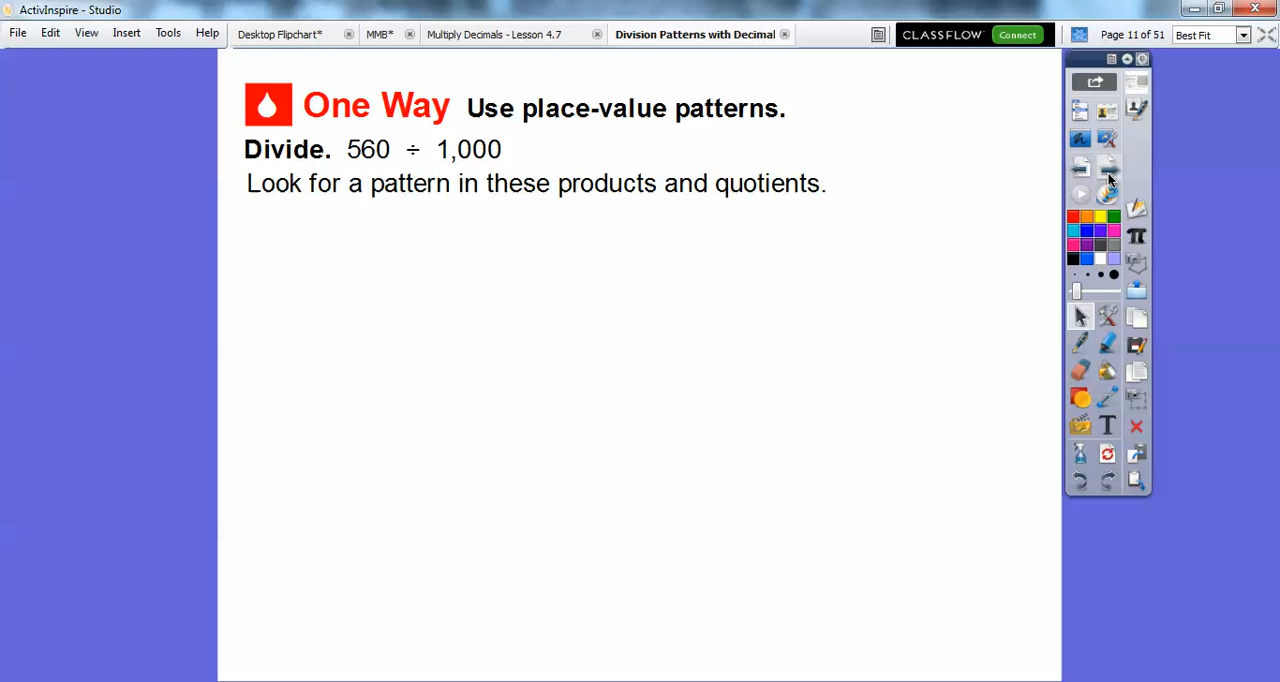 ActivInspire - Studio
File Edit View Insert Tools Help
Desktop Flipchart* MMB* Multiply Decimals - Lesson 4.7 Division Patterns with Decimal
CLASSFLOW Connect
Page 11 of 51 Best Fit
One Way Use place-value patterns.
Divide. 560 ÷ 1,000
Look for a pattern in these products and quotients.